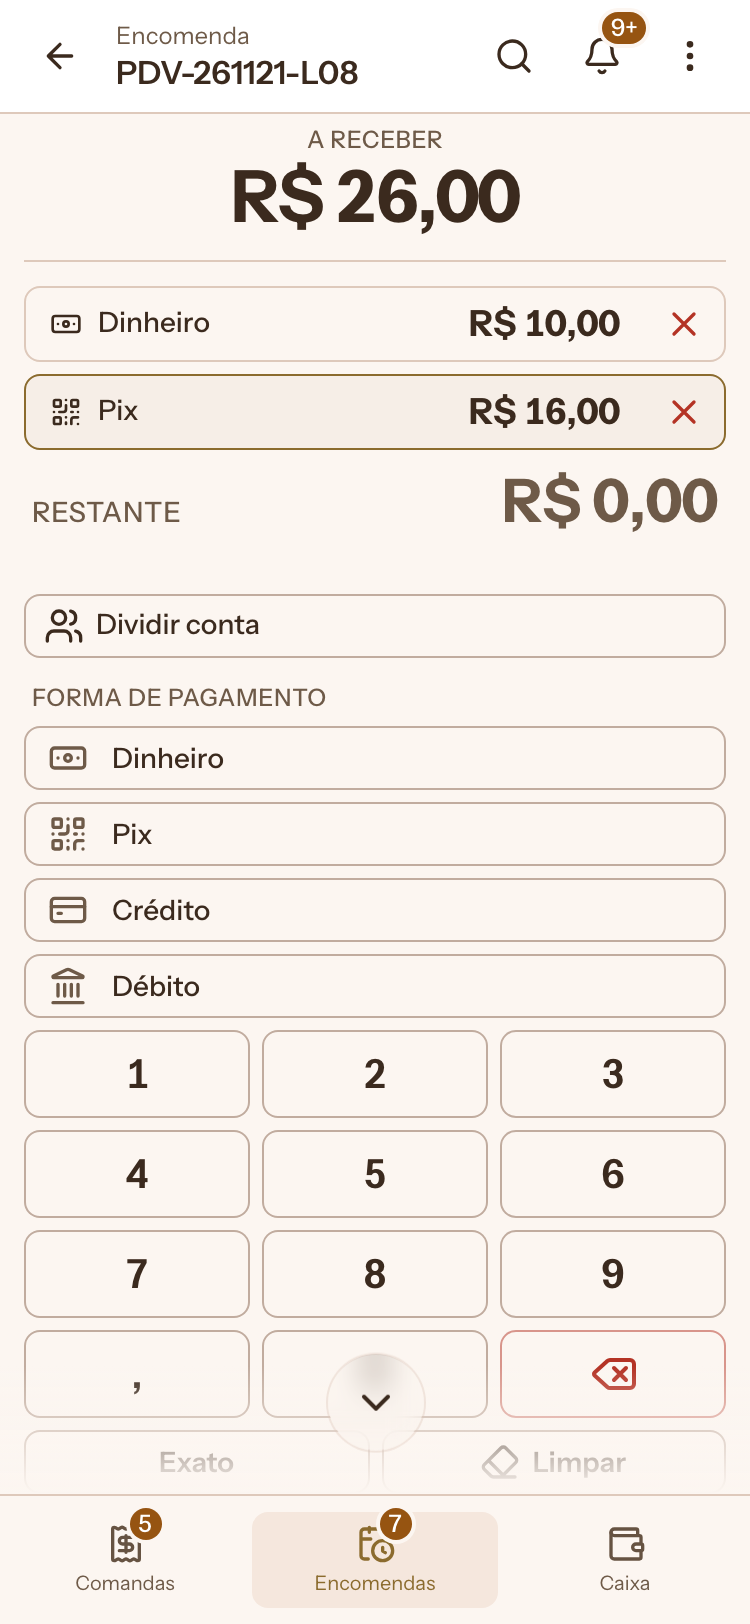 Encomenda
PDV-261121-L08
9+
A RECEBER
R$ 26,00
Dinheiro R$ 10,00
Pix R$ 16,00
RESTANTE R$ 0,00
Dividir conta
FORMA DE PAGAMENTO
Dinheiro
Pix
Crédito
Débito
1 2 3
4 5 6
7 8 9
,
Exato Limpar
5 7
Comandas Encomendas Caixa